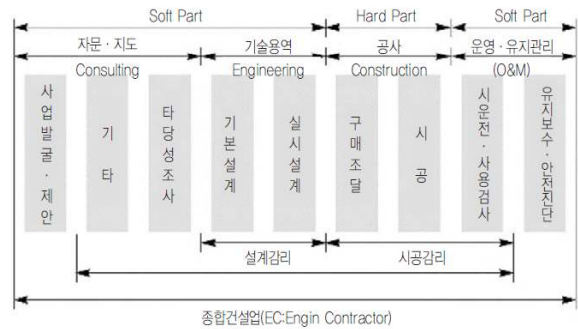 Soft Part Hard Part Soft Part
자문·지도 기술용역 공사 운영·유지관리
Consulting Engineering Construction (O&M)
사업발굴·제안
기타
타당성조사
기본설계
실시설계
구매조달
시공
시운전·사용검사
유지보수·안전진단
설계감리 시공감리
종합건설업(EC:Engin Contractor)